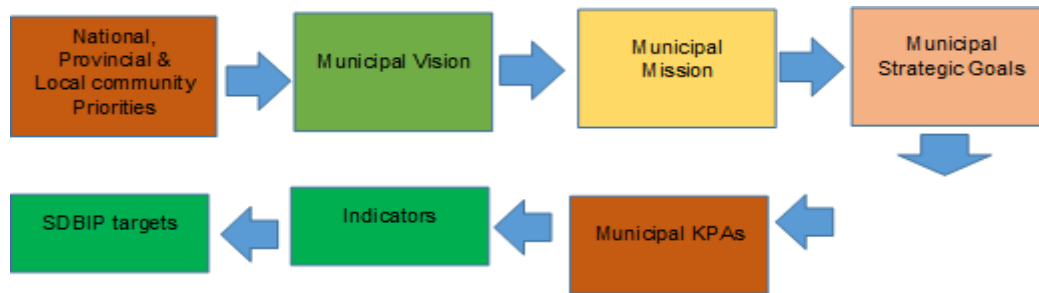 National,
Provincial &
Local community
Priorities
Municipal Vision
Municipal
Mission
Municipal
Strategic Goals
Municipal KPAs
Indicators
SDBIP targets